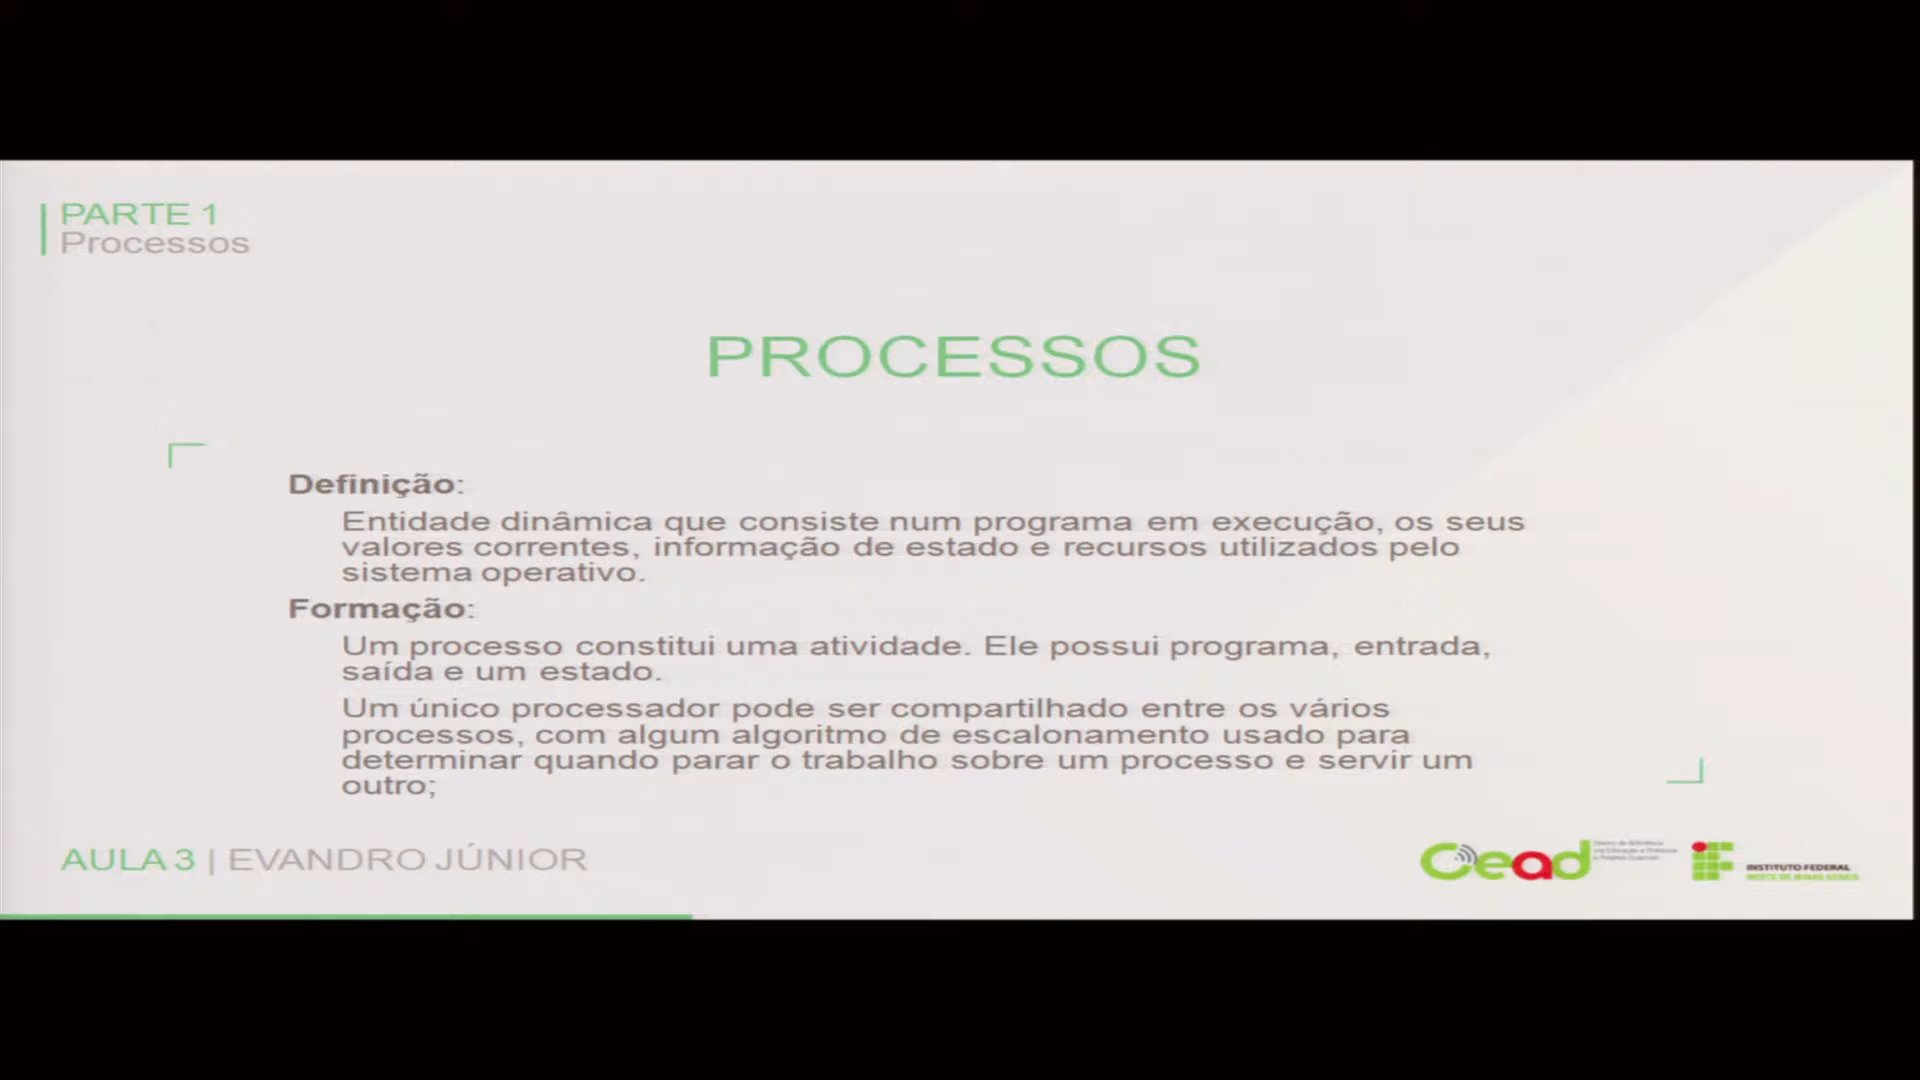 PARTE 1
Processos
PROCESSOS
Definição:
Entidade dinâmica que consiste num programa em execução, os seus
valores correntes, informação de estado e recursos utilizados pelo
sistema operativo.
Formação:
Um processo constitui uma atividade. Ele possui programa, entrada,
saída e um estado.
Um único processador pode ser compartilhado entre os vários
processos, com algum algoritmo de escalonamento usado para
determinar quando parar o trabalho sobre um processo e servir um
outro;
AULA 3 | EVANDRO JÚNIOR
Cead
INSTITUTO FEDERAL
NORTE DE MINAS GERAIS